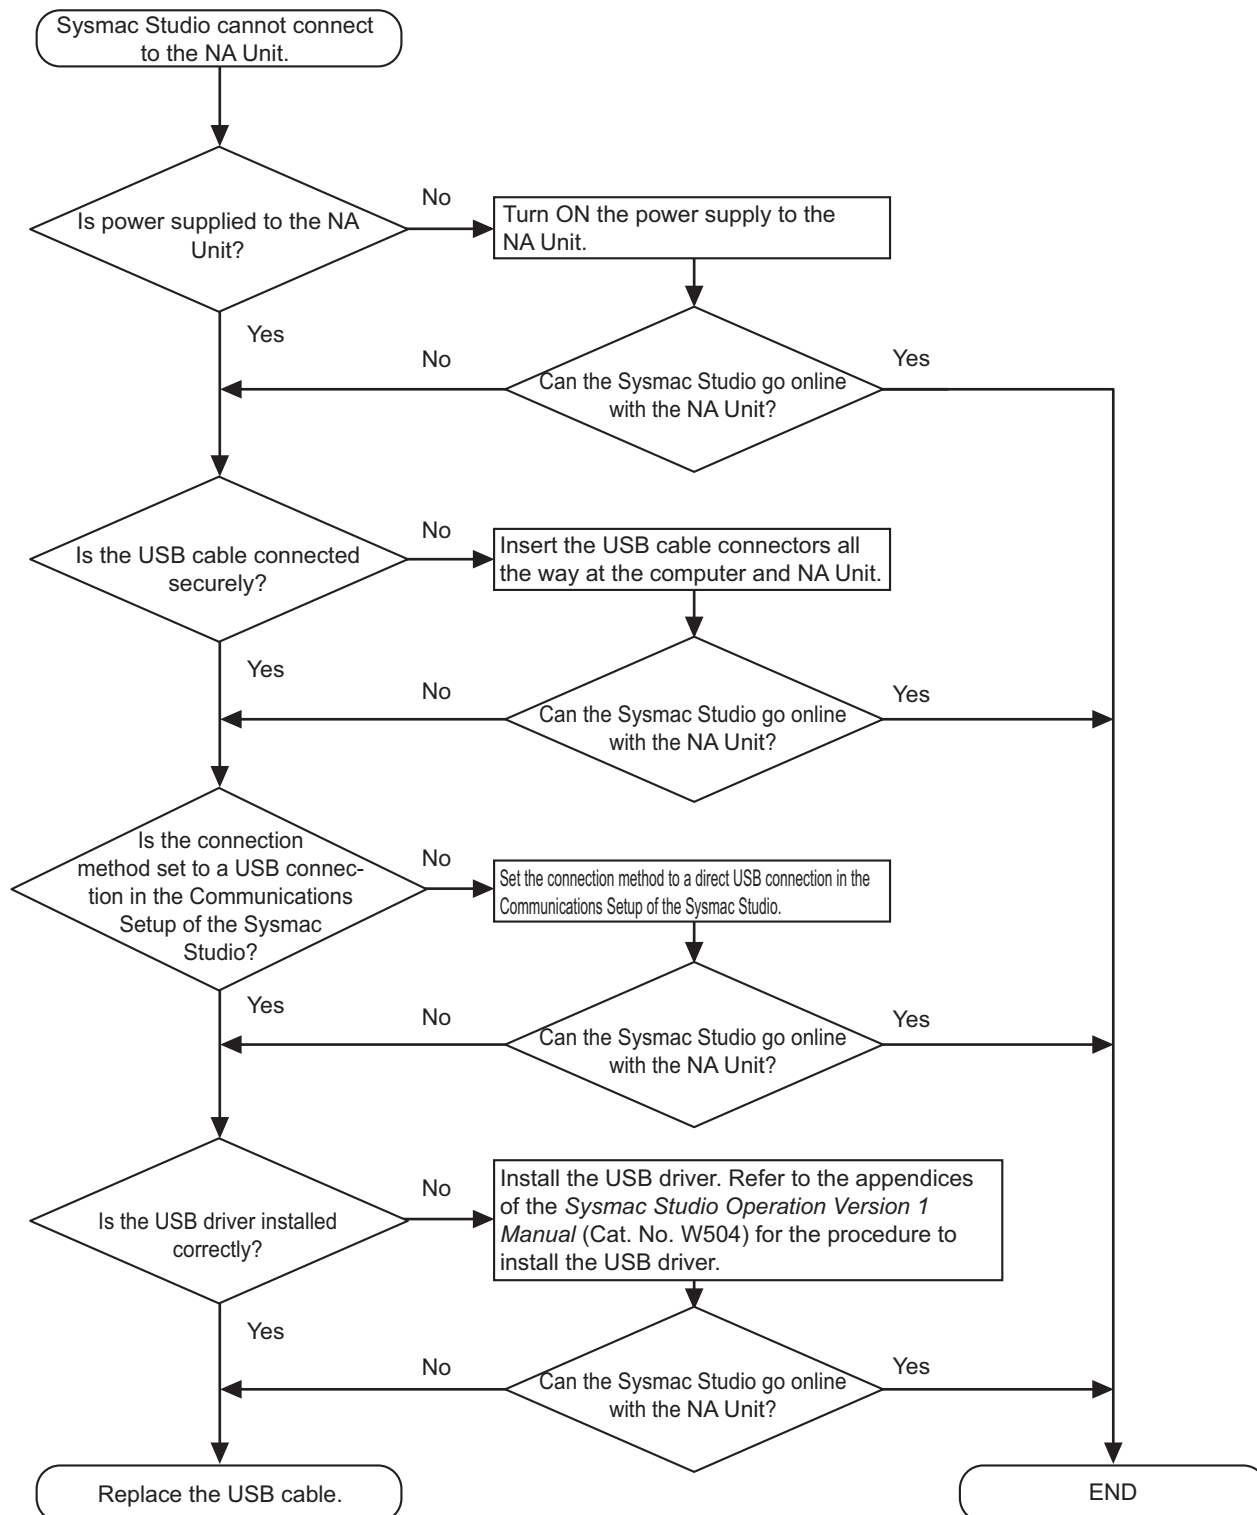 Sysmac Studio cannot connect
to the NA Unit.
Is power supplied to the NA
Unit?
No
Turn ON the power supply to the
NA Unit.
Yes
No
Can the Sysmac Studio go online
with the NA Unit?
Yes
Is the USB cable connected
securely?
No
Insert the USB cable connectors all
the way at the computer and NA Unit.
Yes
No
Can the Sysmac Studio go online
with the NA Unit?
Yes
Is the connection
method set to a USB connec-
tion in the Communications
Setup of the Sysmac
Studio?
No
Set the connection method to a direct USB connection in the
Communications Setup of the Sysmac Studio.
Yes
No
Can the Sysmac Studio go online
with the NA Unit?
Yes
Is the USB driver installed
correctly?
No
Install the USB driver. Refer to the appendices
of the Sysmac Studio Operation Version 1
Manual (Cat. No. W504) for the procedure to
install the USB driver.
Yes
No
Can the Sysmac Studio go online
with the NA Unit?
Yes
Replace the USB cable.
END